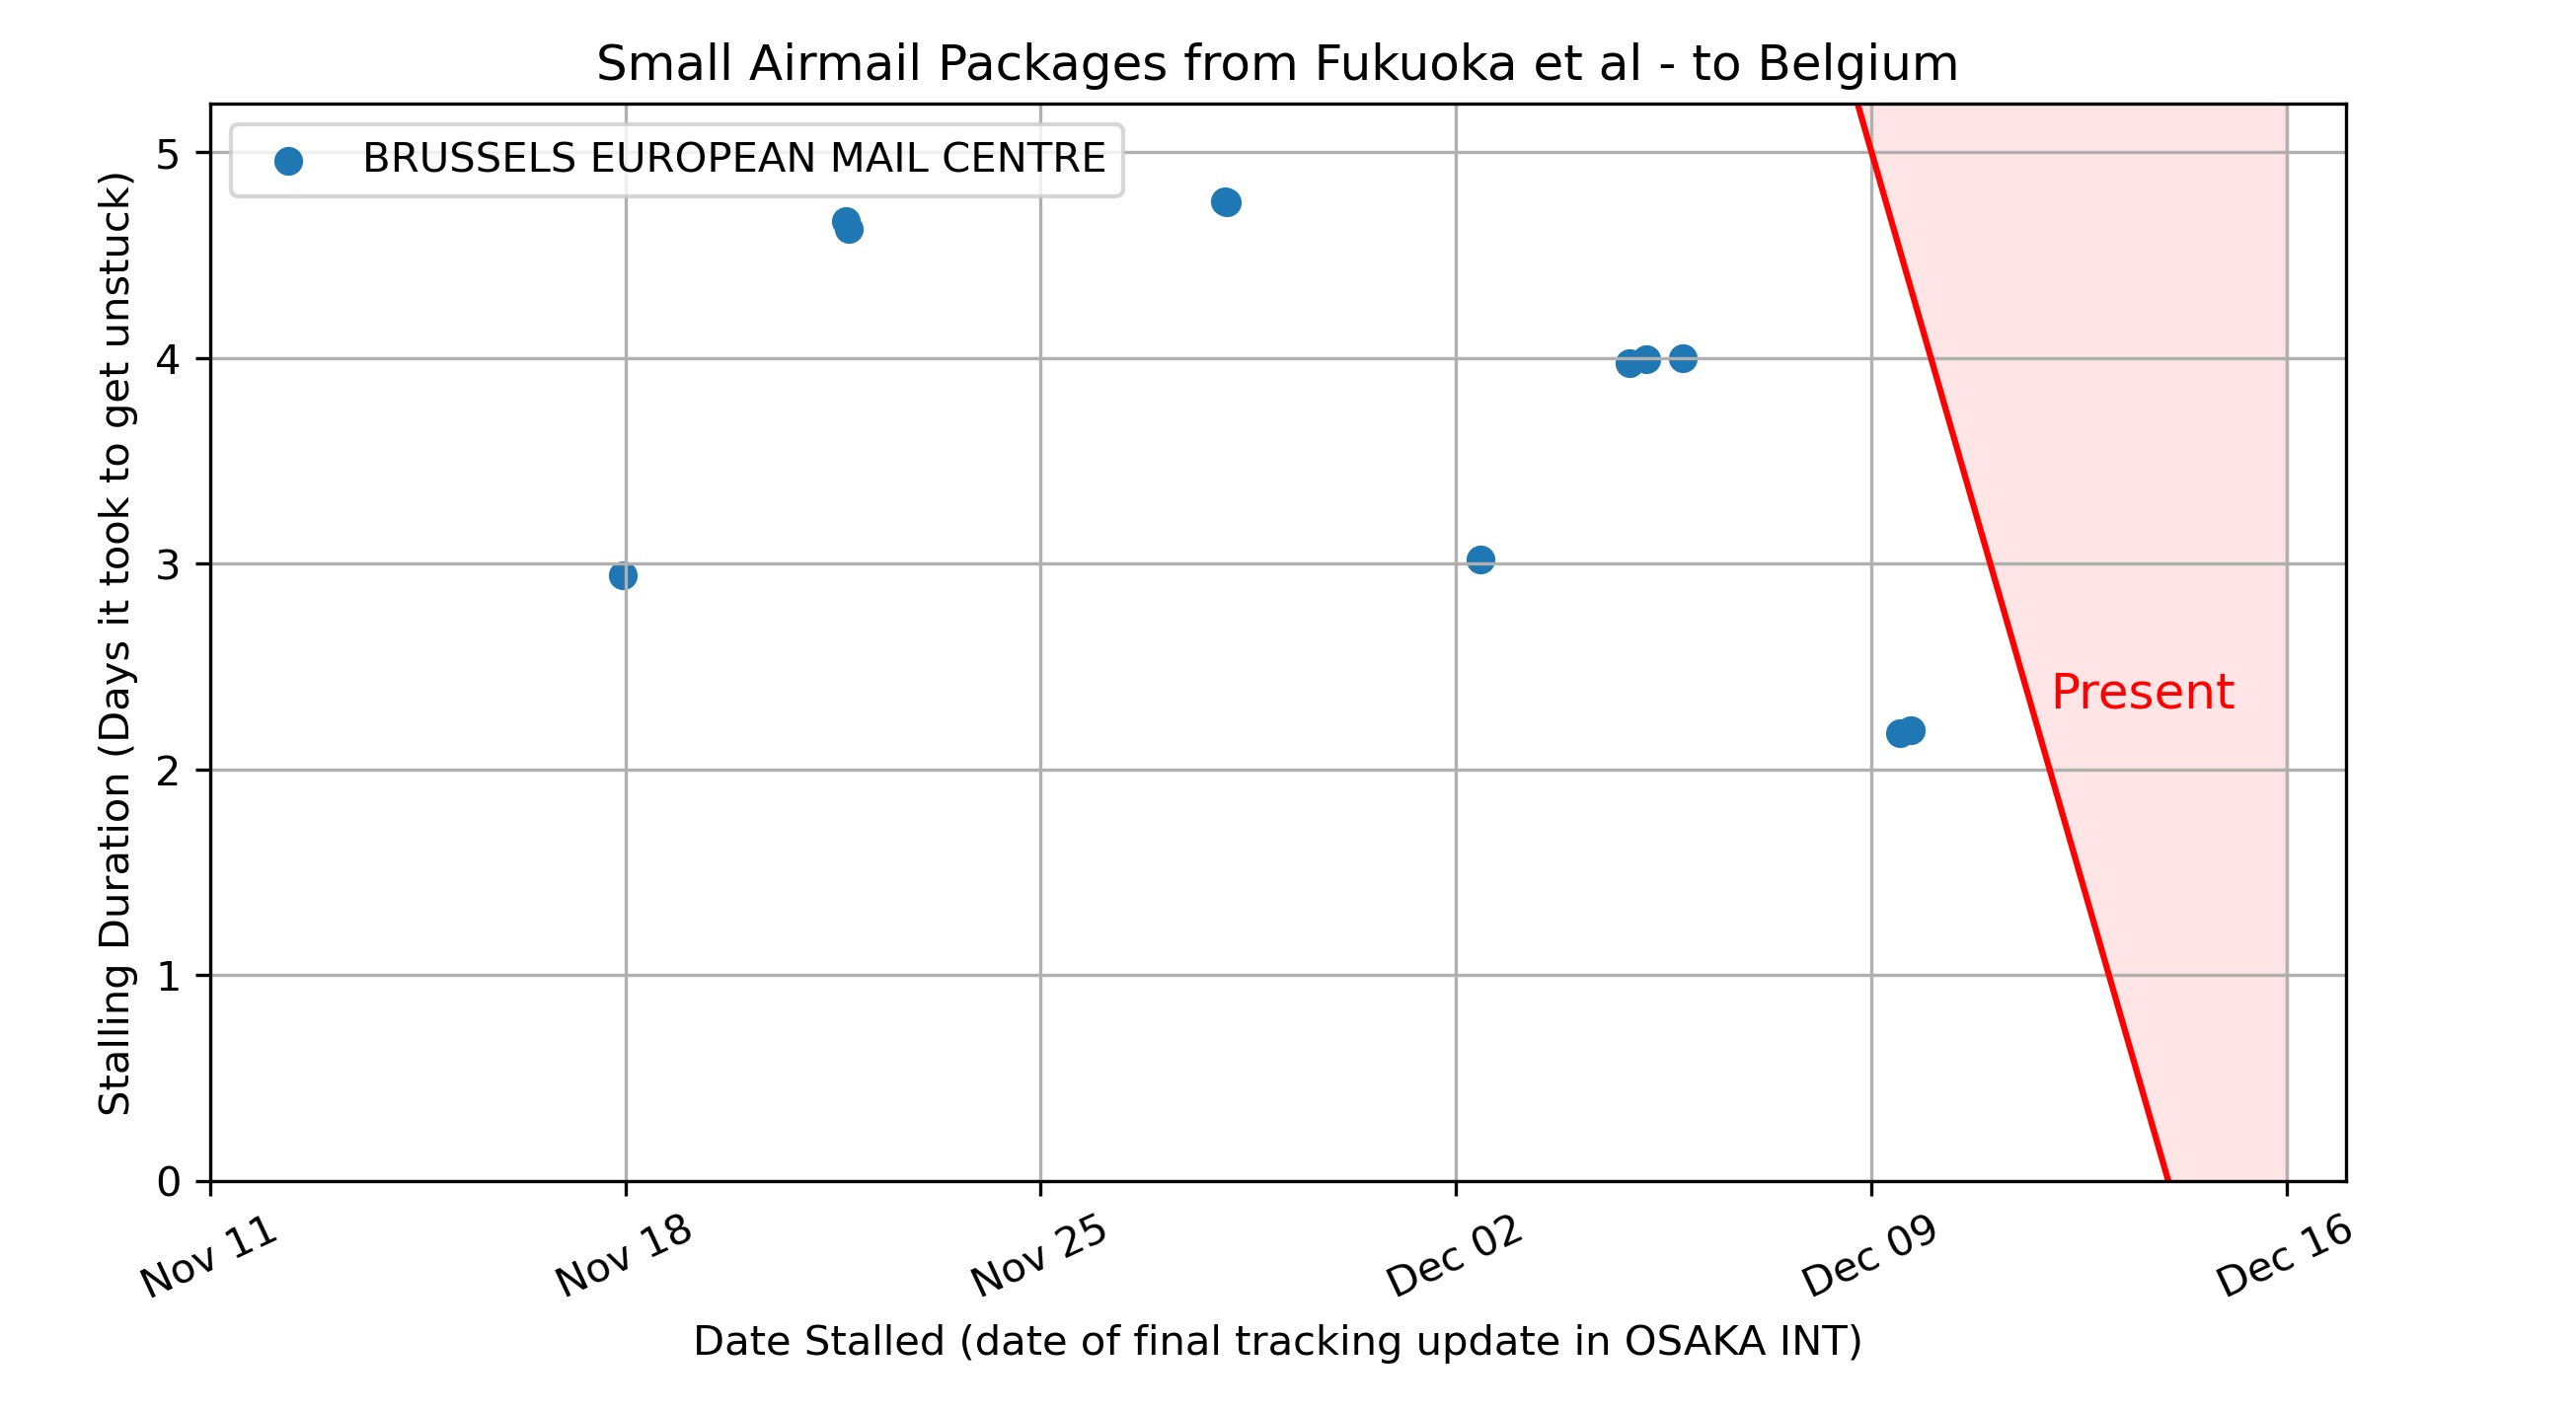 Small Airmail Packages from Fukuoka et al - to Belgium
BRUSSELS EUROPEAN MAIL CENTRE
Stalling Duration (Days it took to get unstuck)
5
4
3
2
1
0
Present
Nov 11
Nov 18
Nov 25
Dec 02
Dec 09
Dec 16
Date Stalled (date of final tracking update in OSAKA INT)